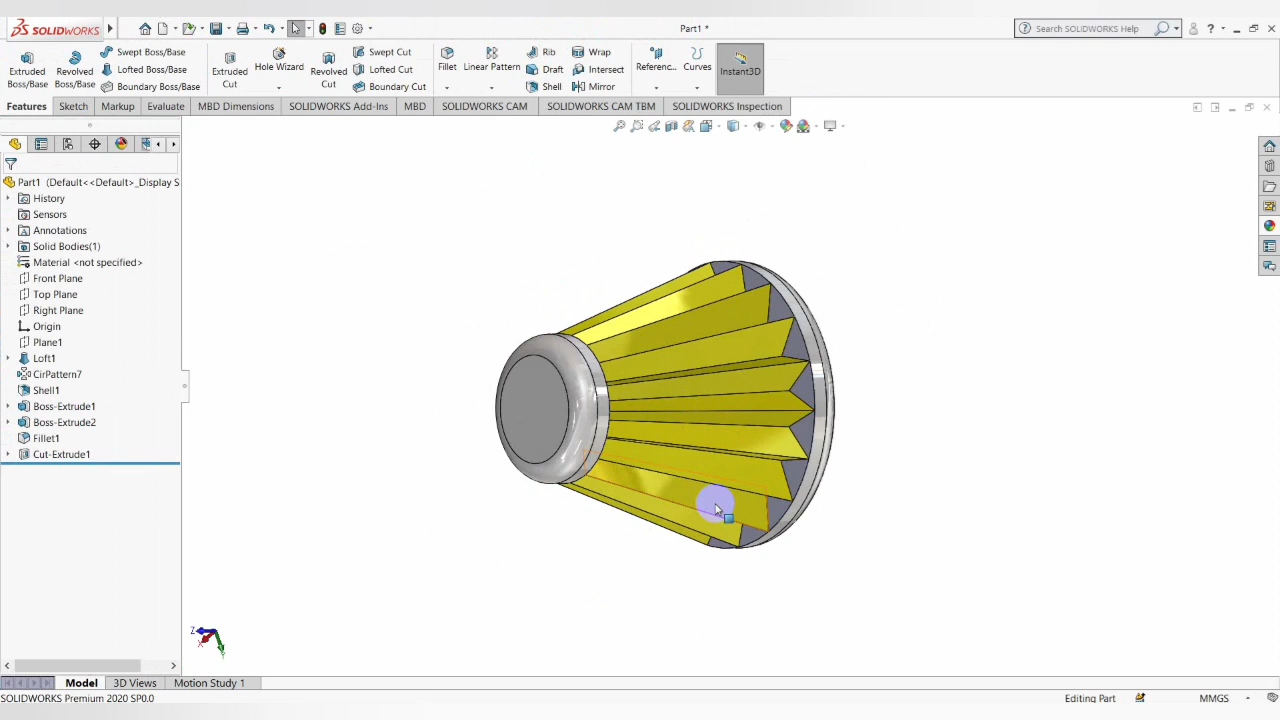 SOLIDWORKS
Part1 *
Search SOLIDWORKS Help
Extruded Boss/Base
Revolved Boss/Base
Swept Boss/Base
Lofted Boss/Base
Boundary Boss/Base
Extruded Cut
Hole Wizard
Revolved Cut
Swept Cut
Lofted Cut
Boundary Cut
Fillet
Linear Pattern
Rib
Draft
Shell
Wrap
Intersect
Mirror
Referenc...
Curves
Instant3D
Features
Sketch
Markup
Evaluate
MBD Dimensions
SOLIDWORKS Add-Ins
MBD
SOLIDWORKS CAM
SOLIDWORKS CAM TBM
SOLIDWORKS Inspection
Part1 (Default<<Default>_Display S
History
Sensors
Annotations
Solid Bodies(1)
Material <not specified>
Front Plane
Top Plane
Right Plane
Origin
Plane1
Loft1
CirPattern7
Shell1
Boss-Extrude1
Boss-Extrude2
Fillet1
Cut-Extrude1
Z
X
Y
Model
3D Views
Motion Study 1
SOLIDWORKS Premium 2020 SP0.0
Editing Part
MMGS